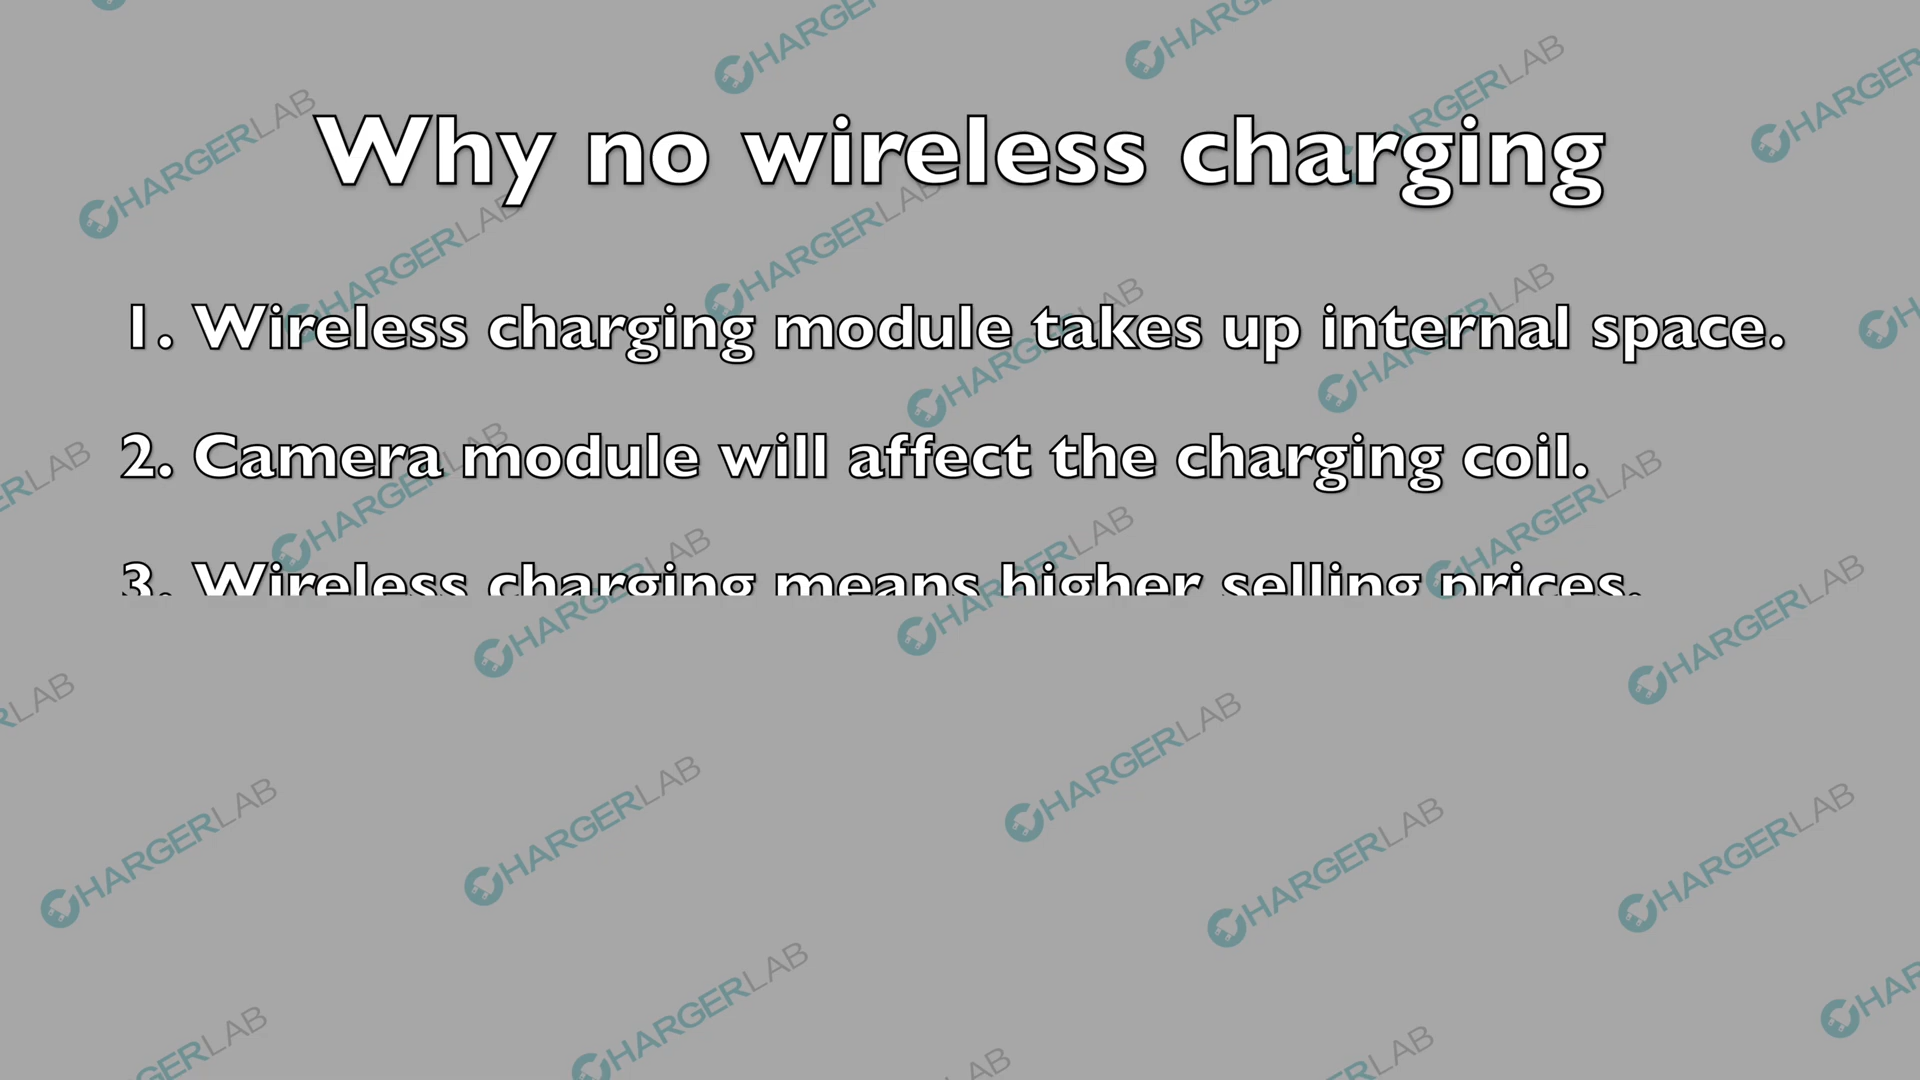 Why no wireless charging
1. Wireless charging module takes up internal space.
2. Camera module will affect the charging coil.
3. Wireless charging means higher selling prices.
CHARGERLAB